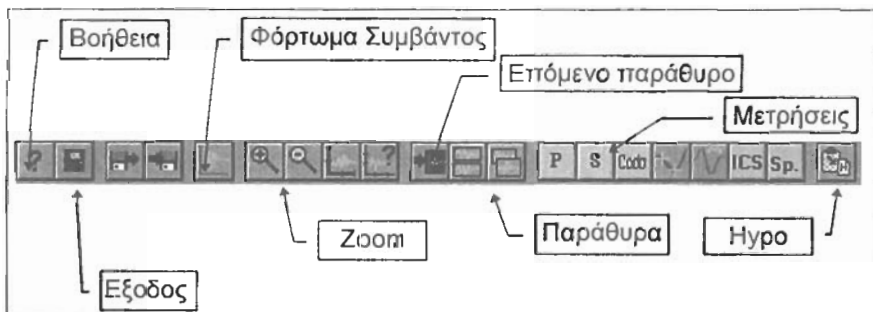 Βοήθεια
Φόρτωμα Συμβάντος
Επόμενο παράθυρο
Μετρήσεις
? P S Coda ? ICS Sp. H
Zoom
Παράθυρα
Hypo
Εξοδος